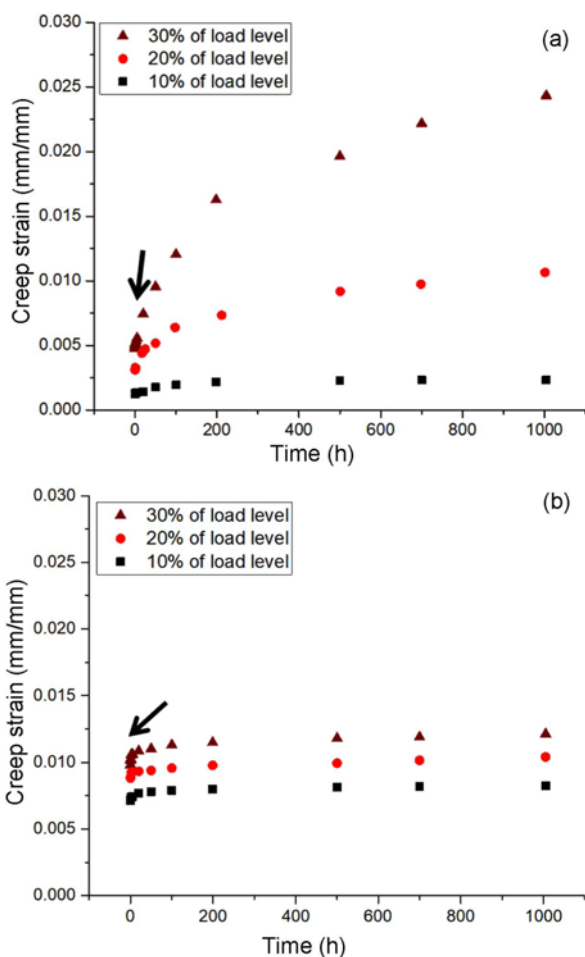 (a)
30% of load level
20% of load level
10% of load level
Creep strain (mm/mm)
0.030
0.025
0.020
0.015
0.010
0.005
0.000
0 200 400 600 800 1000
Time (h)
(b)
30% of load level
20% of load level
10% of load level
Creep strain (mm/mm)
0.030
0.025
0.020
0.015
0.010
0.005
0.000
0 200 400 600 800 1000
Time (h)